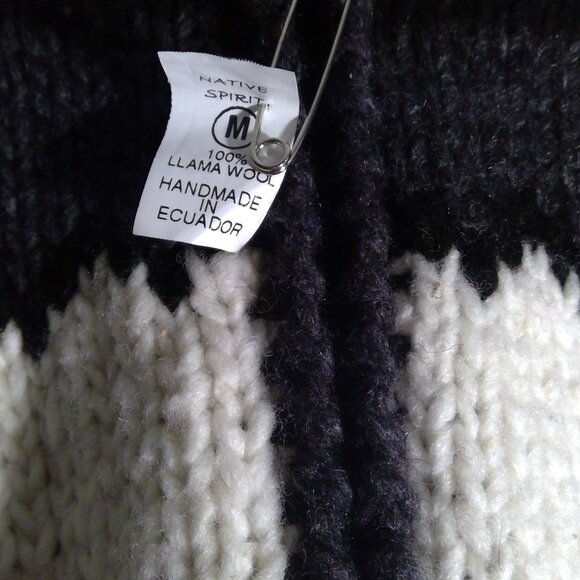 NATIVE
SPIRIT
M
100%
LLAMA WOOL
HANDMADE
IN
ECUADOR